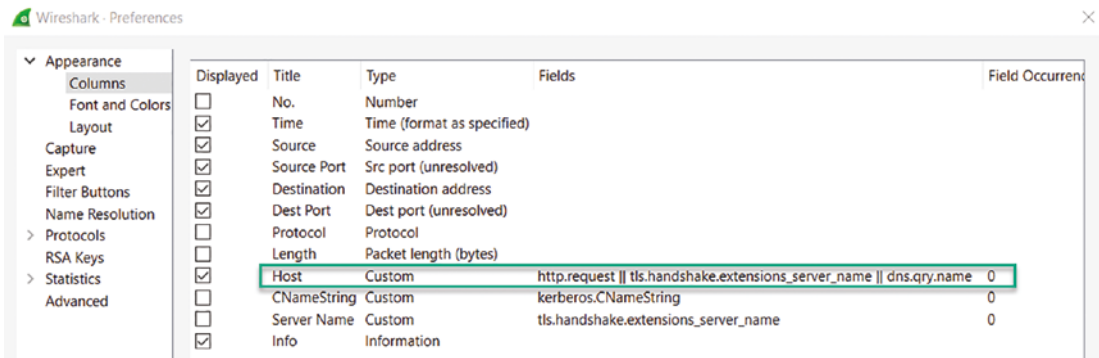 Wireshark · Preferences
Appearance
Columns
Font and Colors
Layout
Capture
Expert
Filter Buttons
Name Resolution
Protocols
RSA Keys
Statistics
Advanced
Displayed Title Type Fields Field Occurren
No. Number
Time Time (format as specified)
Source Source address
Source Port Src port (unresolved)
Destination Destination address
Dest Port Dest port (unresolved)
Protocol Protocol
Length Packet length (bytes)
Host Custom http.request || tls.handshake.extensions_server_name || dns.qry.name 0
CNameString Custom kerberos.CNameString 0
Server Name Custom tls.handshake.extensions_server_name 0
Info Information